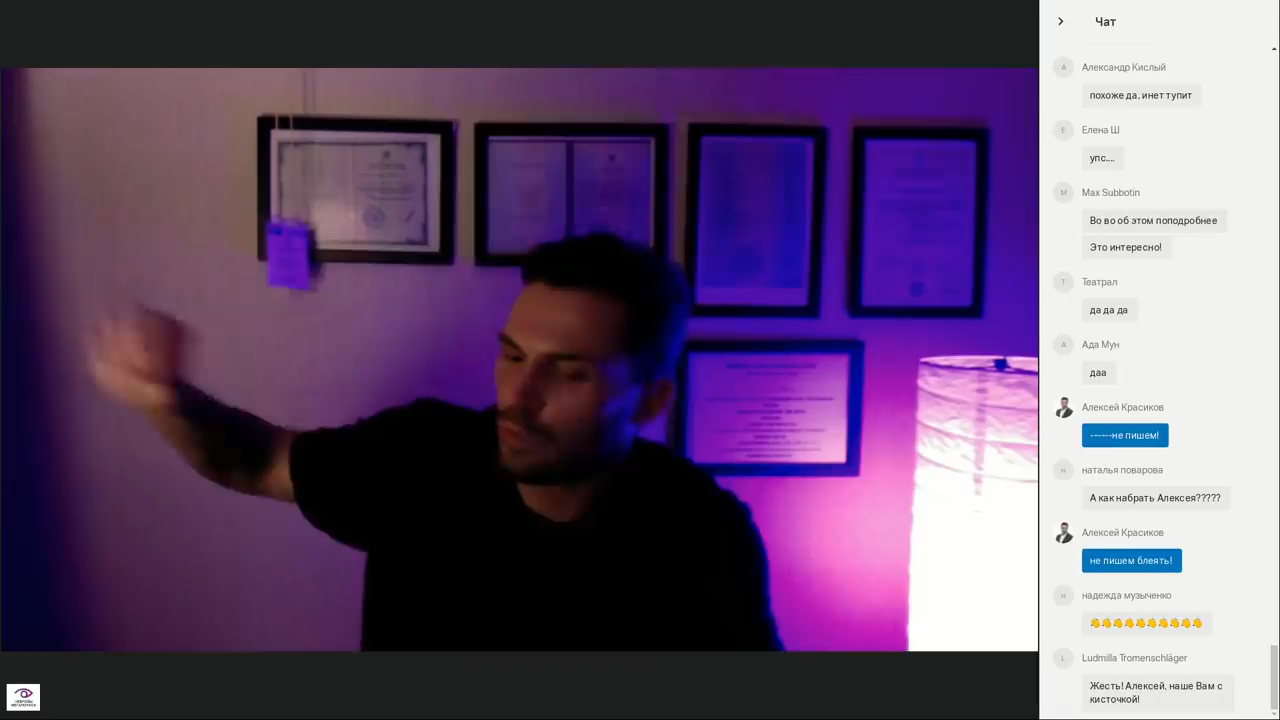 Чат
А
Александр Кислый
похоже да, инет тупит
Е
Елена Ш
упс....
M
Max Subbotin
Во во об этом поподробнее
Это интересно!
Т
Театрал
да да да
А
Ада Мун
даа
Алексей Красиков
------не пишем!
н
наталья поварова
А как набрать Алексея?????
Алексей Красиков
не пишем блеять!
н
надежда музыченко
L
Ludmilla Tromenschläger
Жесть! Алексей, наше Вам с
кисточкой!